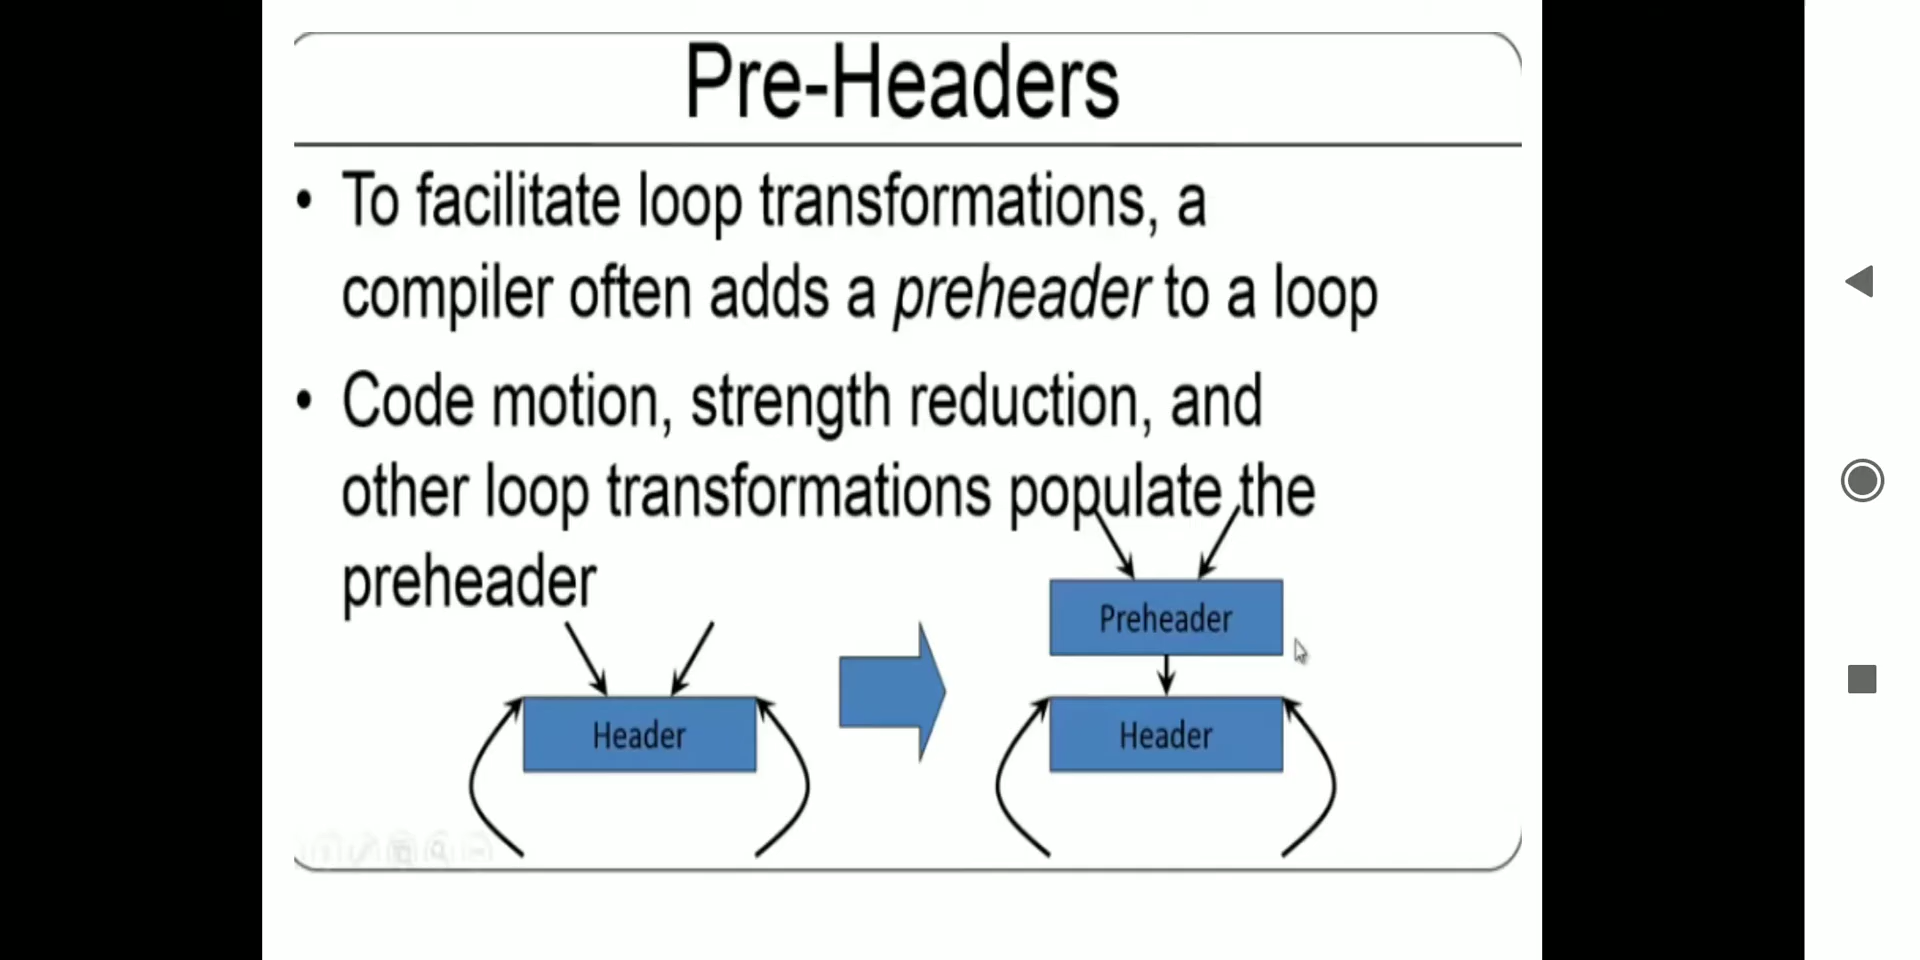 Pre-Headers
• To facilitate loop transformations, a
compiler often adds a preheader to a loop
• Code motion, strength reduction, and
other loop transformations populate the
preheader
Preheader
Header
Header